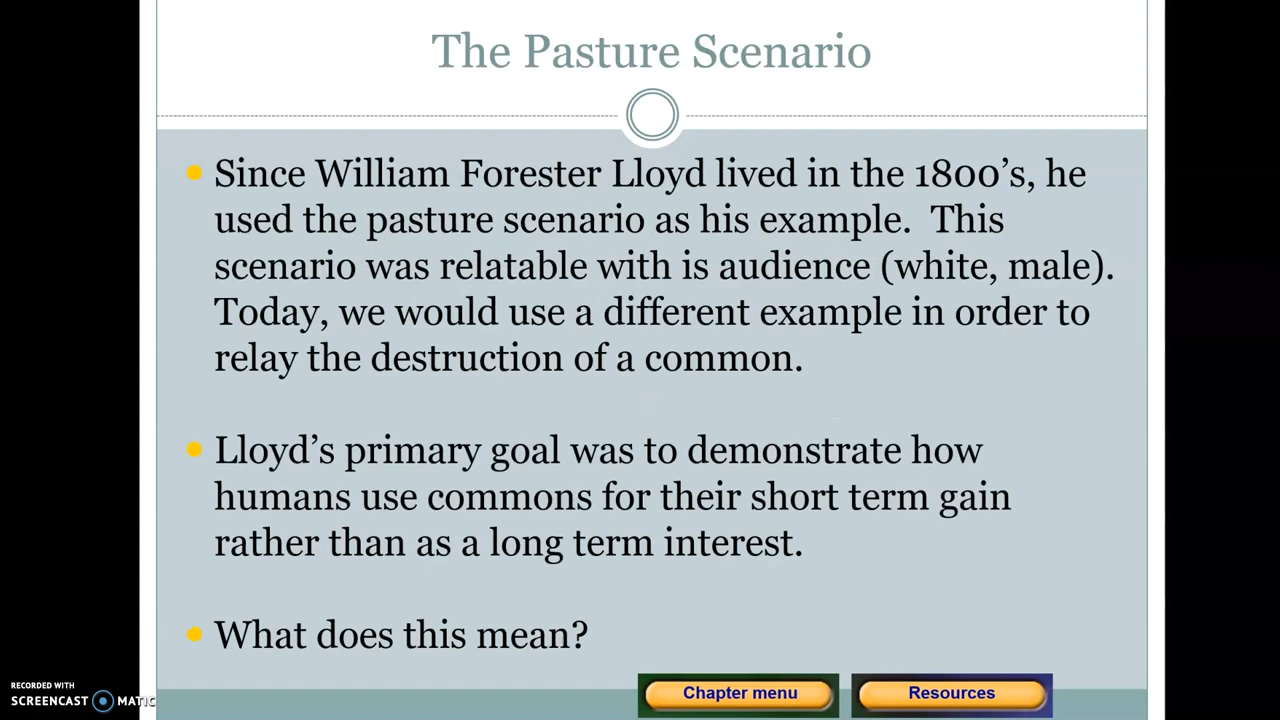 The Pasture Scenario
Since William Forester Lloyd lived in the 1800’s, he
used the pasture scenario as his example.  This
scenario was relatable with is audience (white, male).
Today, we would use a different example in order to
relay the destruction of a common.
Lloyd’s primary goal was to demonstrate how
humans use commons for their short term gain
rather than as a long term interest.
What does this mean?
Chapter menu
Resources
RECORDED WITH
SCREENCAST MATIC